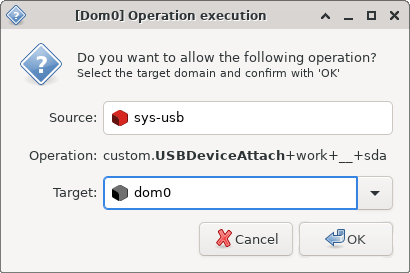 [Dom0] Operation execution
Do you want to allow the following operation?
Select the target domain and confirm with 'OK'
Source: sys-usb
Operation: custom.USBDeviceAttach+work+__+sda
Target: dom0
Cancel OK